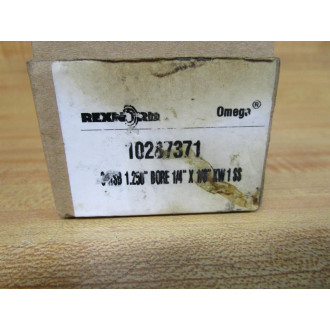 REXNORD Omega®
10247371
1.250" BORE 1/4" X 1/8" KW 1 SS